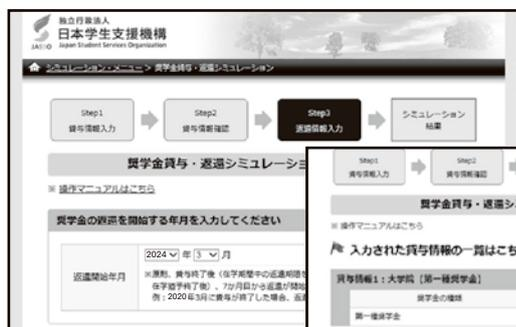 独立行政法人
日本学生支援機構
JASSO Japan Student Services Organization
シミュレーション・メニュー > 奨学金貸与・返還シミュレーション
Step1
貸与情報入力
Step2
貸与情報確認
Step3
返還情報入力
シミュレーション
結果
奨学金貸与・返還シミュレーショ
※ 操作マニュアルはこちら
奨学金の返還を開始する年月を入力してください
返還開始年月
2024 年 3 月
※原則、貸与終了後（在学期間中の返還期限を
在学猶予終了後）、7か月目から返還が開始
例：2020年3月に貸与が終了した場合、返還
Step1
貸与情報入力
Step2
貸与情報確認
奨学金貸与・返還シ
※ 操作マニュアルはこちら
入力された貸与情報の一覧はこち
貸与情報1：大学院【第一種奨学金】
奨学金の種類
第一種奨学金